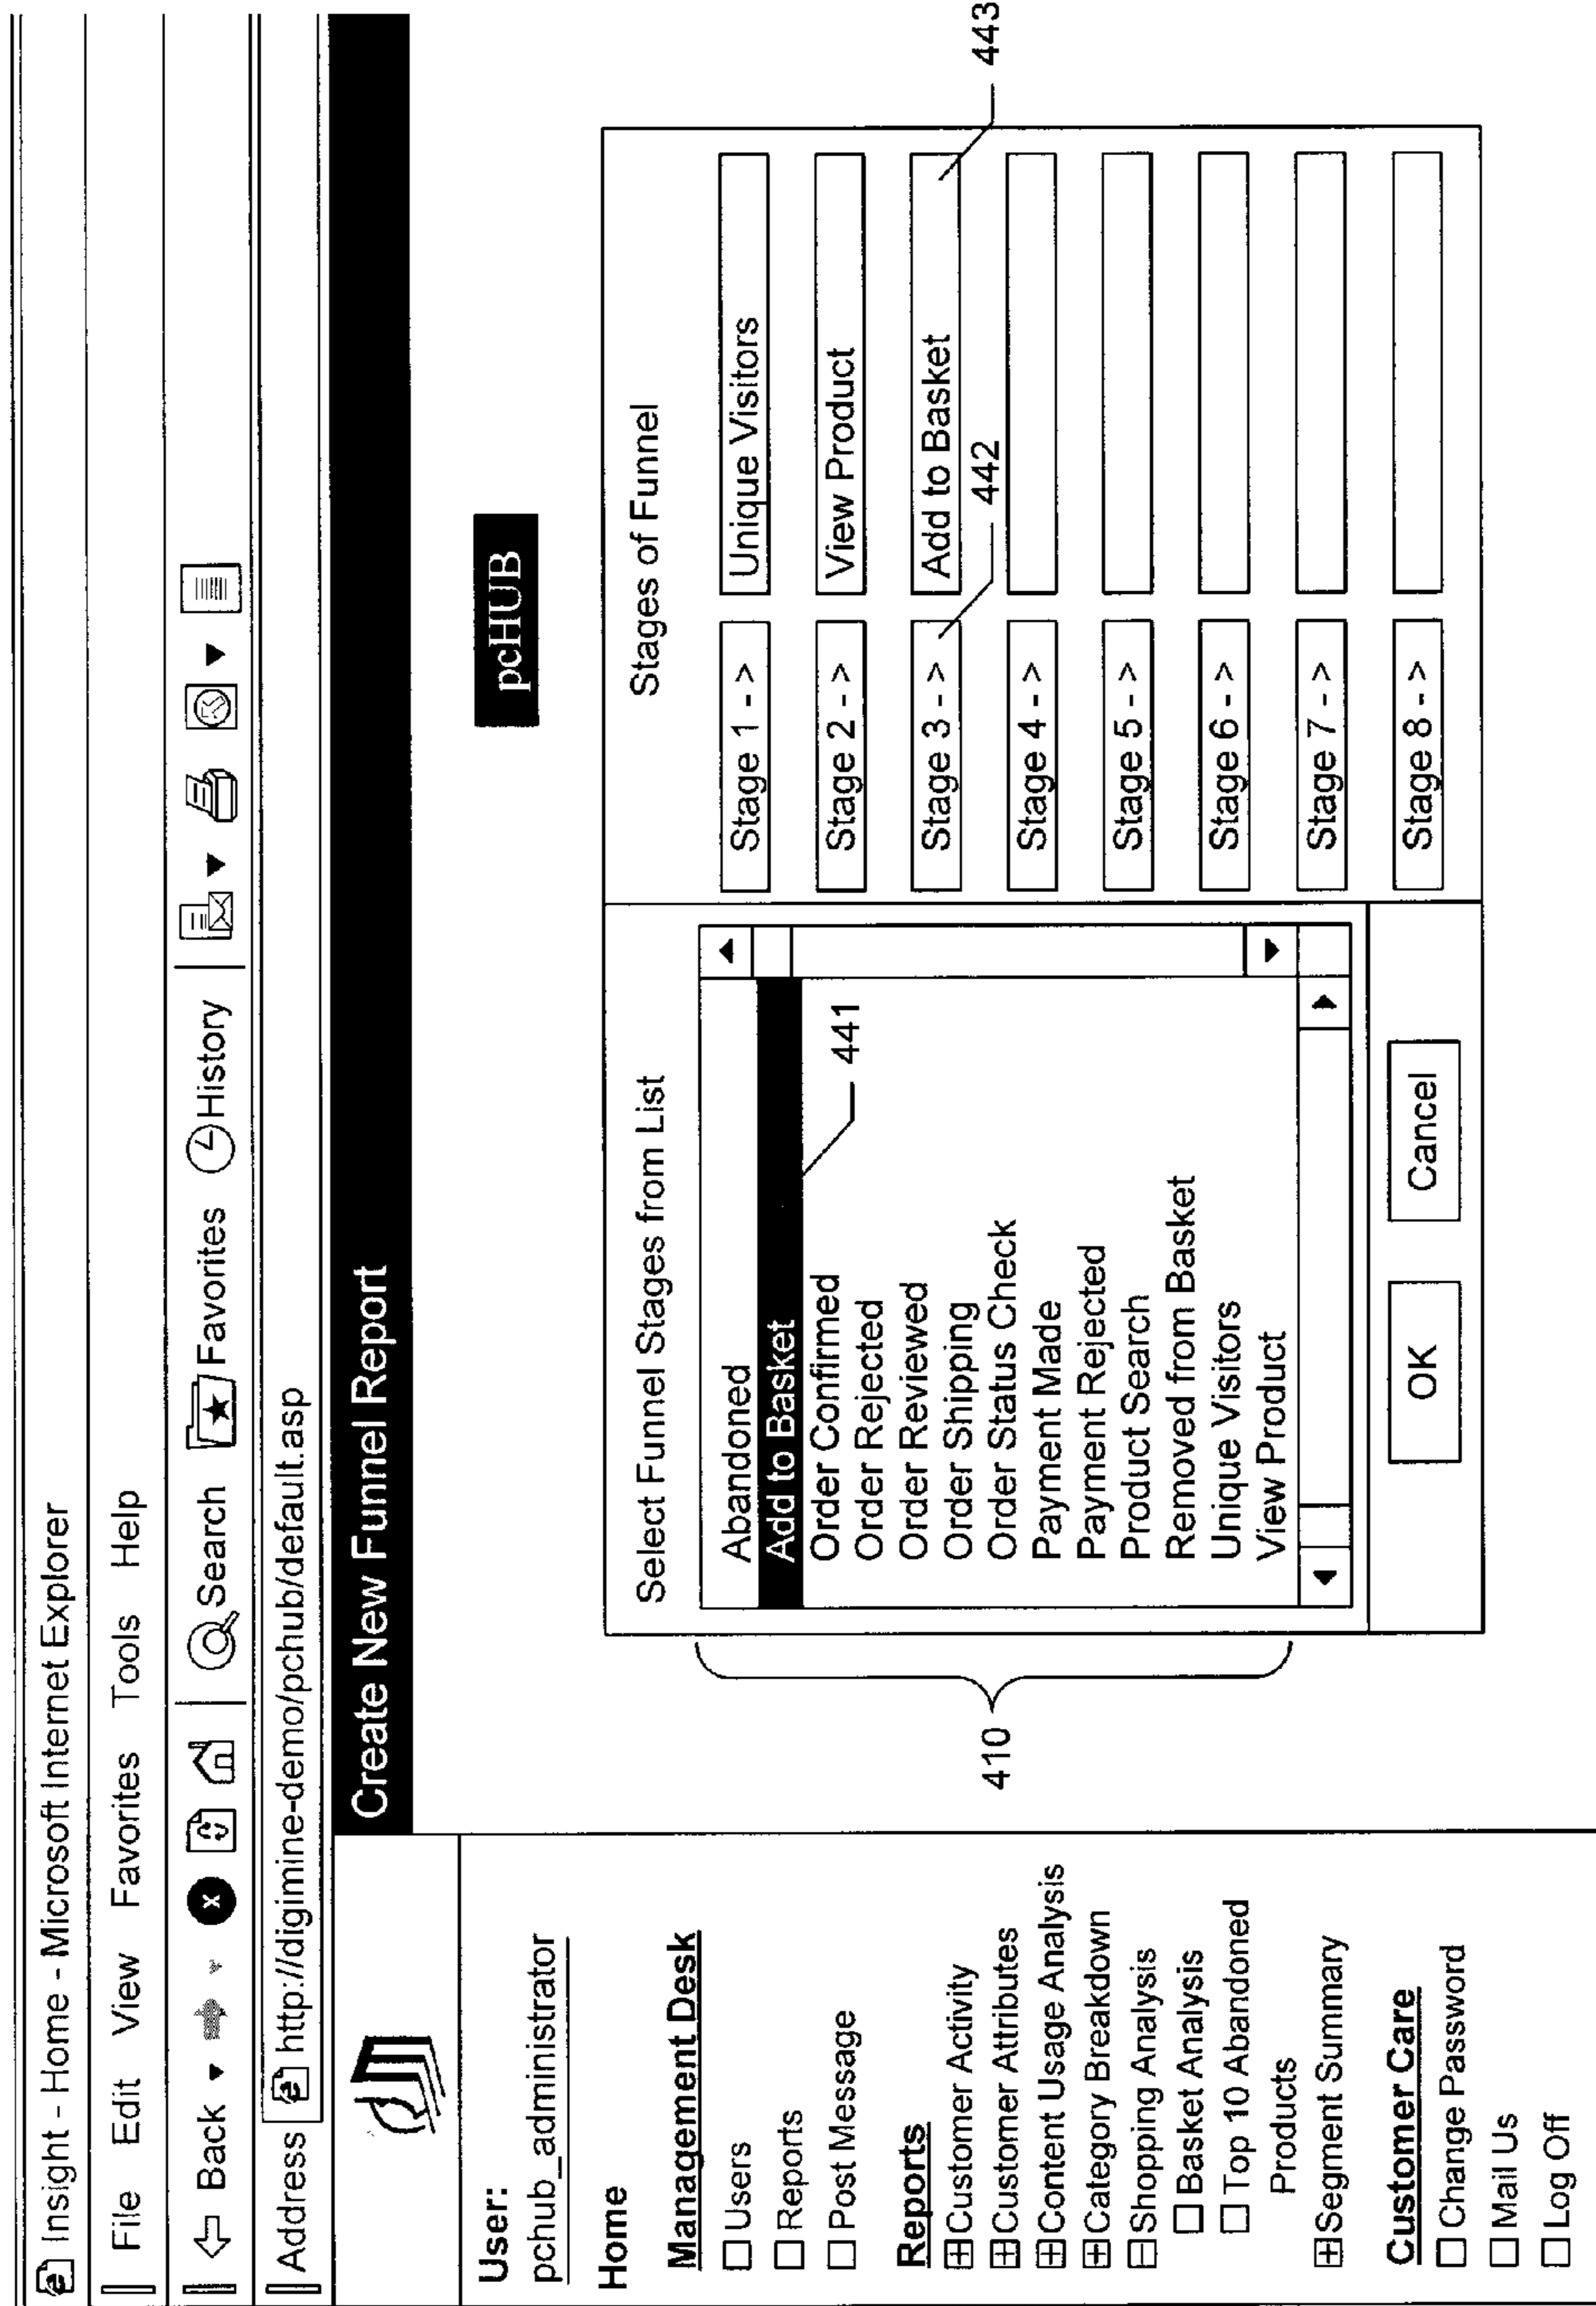 Insight - Home - Microsoft Internet Explorer
File Edit View Favorites Tools Help
Back Search Favorites History
Address http://digimine-demo/pchub/default.asp
Create New Funnel Report
User:
pchub_administrator
Home
Management Desk
Users
Reports
Post Message
Reports
Customer Activity
Customer Attributes
Content Usage Analysis
Category Breakdown
Shopping Analysis
Basket Analysis
Top 10 Abandoned
Products
Segment Summary
Customer Care
Change Password
Mail Us
Log Off
pcHUB
Select Funnel Stages from List
Abandoned
Add to Basket
Order Confirmed
Order Rejected
Order Reviewed
Order Shipping
Order Status Check
Payment Made
Payment Rejected
Product Search
Removed from Basket
Unique Visitors
View Product
410
441
OK Cancel
Stages of Funnel
Stage 1 - > Unique Visitors
Stage 2 - > View Product
Stage 3 - > Add to Basket
442
443
Stage 4 - >
Stage 5 - >
Stage 6 - >
Stage 7 - >
Stage 8 - >